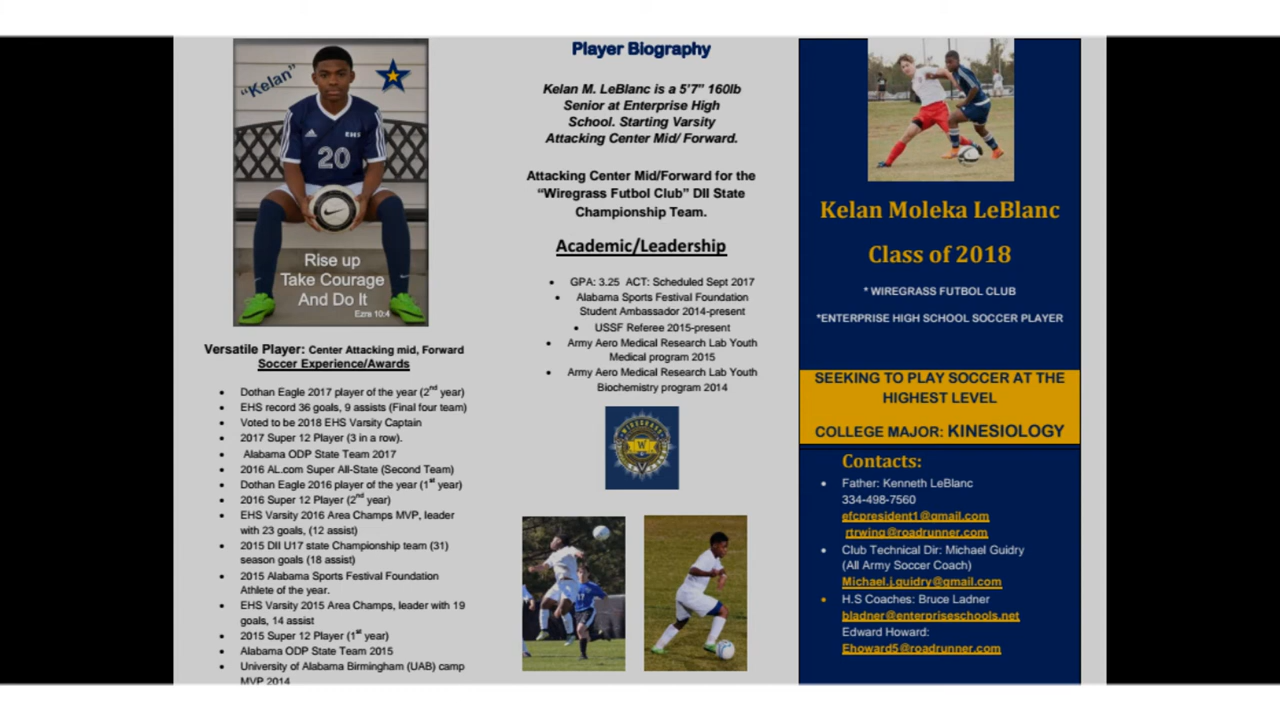 "Kelan"
EHS
20
Rise up
Take Courage
And Do It
Ezra 10:4
Versatile Player: Center Attacking mid, Forward
Soccer Experience/Awards
• Dothan Eagle 2017 player of the year (2nd year)
• EHS record 36 goals, 9 assists (Final four team)
• Voted to be 2018 EHS Varsity Captain
• 2017 Super 12 Player (3 in a row).
• Alabama ODP State Team 2017
• 2016 AL.com Super All-State (Second Team)
• Dothan Eagle 2016 player of the year (1st year)
• 2016 Super 12 Player (2nd year)
• EHS Varsity 2016 Area Champs MVP, leader
with 23 goals, (12 assist)
• 2015 DII U17 state Championship team (31)
season goals (18 assist)
• 2015 Alabama Sports Festival Foundation
Athlete of the year.
• EHS Varsity 2015 Area Champs, leader with 19
goals, 14 assist
• 2015 Super 12 Player (1st year)
• Alabama ODP State Team 2015
• University of Alabama Birmingham (UAB) camp
MVP 2014
Player Biography
Kelan M. LeBlanc is a 5'7" 160lb
Senior at Enterprise High
School. Starting Varsity
Attacking Center Mid/ Forward.
Attacking Center Mid/Forward for the
"Wiregrass Futbol Club" DII State
Championship Team.
Academic/Leadership
• GPA: 3.25 ACT: Scheduled Sept 2017
• Alabama Sports Festival Foundation
Student Ambassador 2014-present
• USSF Referee 2015-present
• Army Aero Medical Research Lab Youth
Medical program 2015
• Army Aero Medical Research Lab Youth
Biochemistry program 2014
WIREGRASS
W
17
Kelan Moleka LeBlanc
Class of 2018
* WIREGRASS FUTBOL CLUB
*ENTERPRISE HIGH SCHOOL SOCCER PLAYER
SEEKING TO PLAY SOCCER AT THE
HIGHEST LEVEL
COLLEGE MAJOR: KINESIOLOGY
Contacts:
• Father: Kenneth LeBlanc
334-498-7560
efcpresident1@gmail.com
rtrwing@roadrunner.com
• Club Technical Dir: Michael Guidry
(All Army Soccer Coach)
Michael.j.guidry@gmail.com
• H.S Coaches: Bruce Ladner
bladner@enterpriseschools.net
Edward Howard:
Ehoward5@roadrunner.com